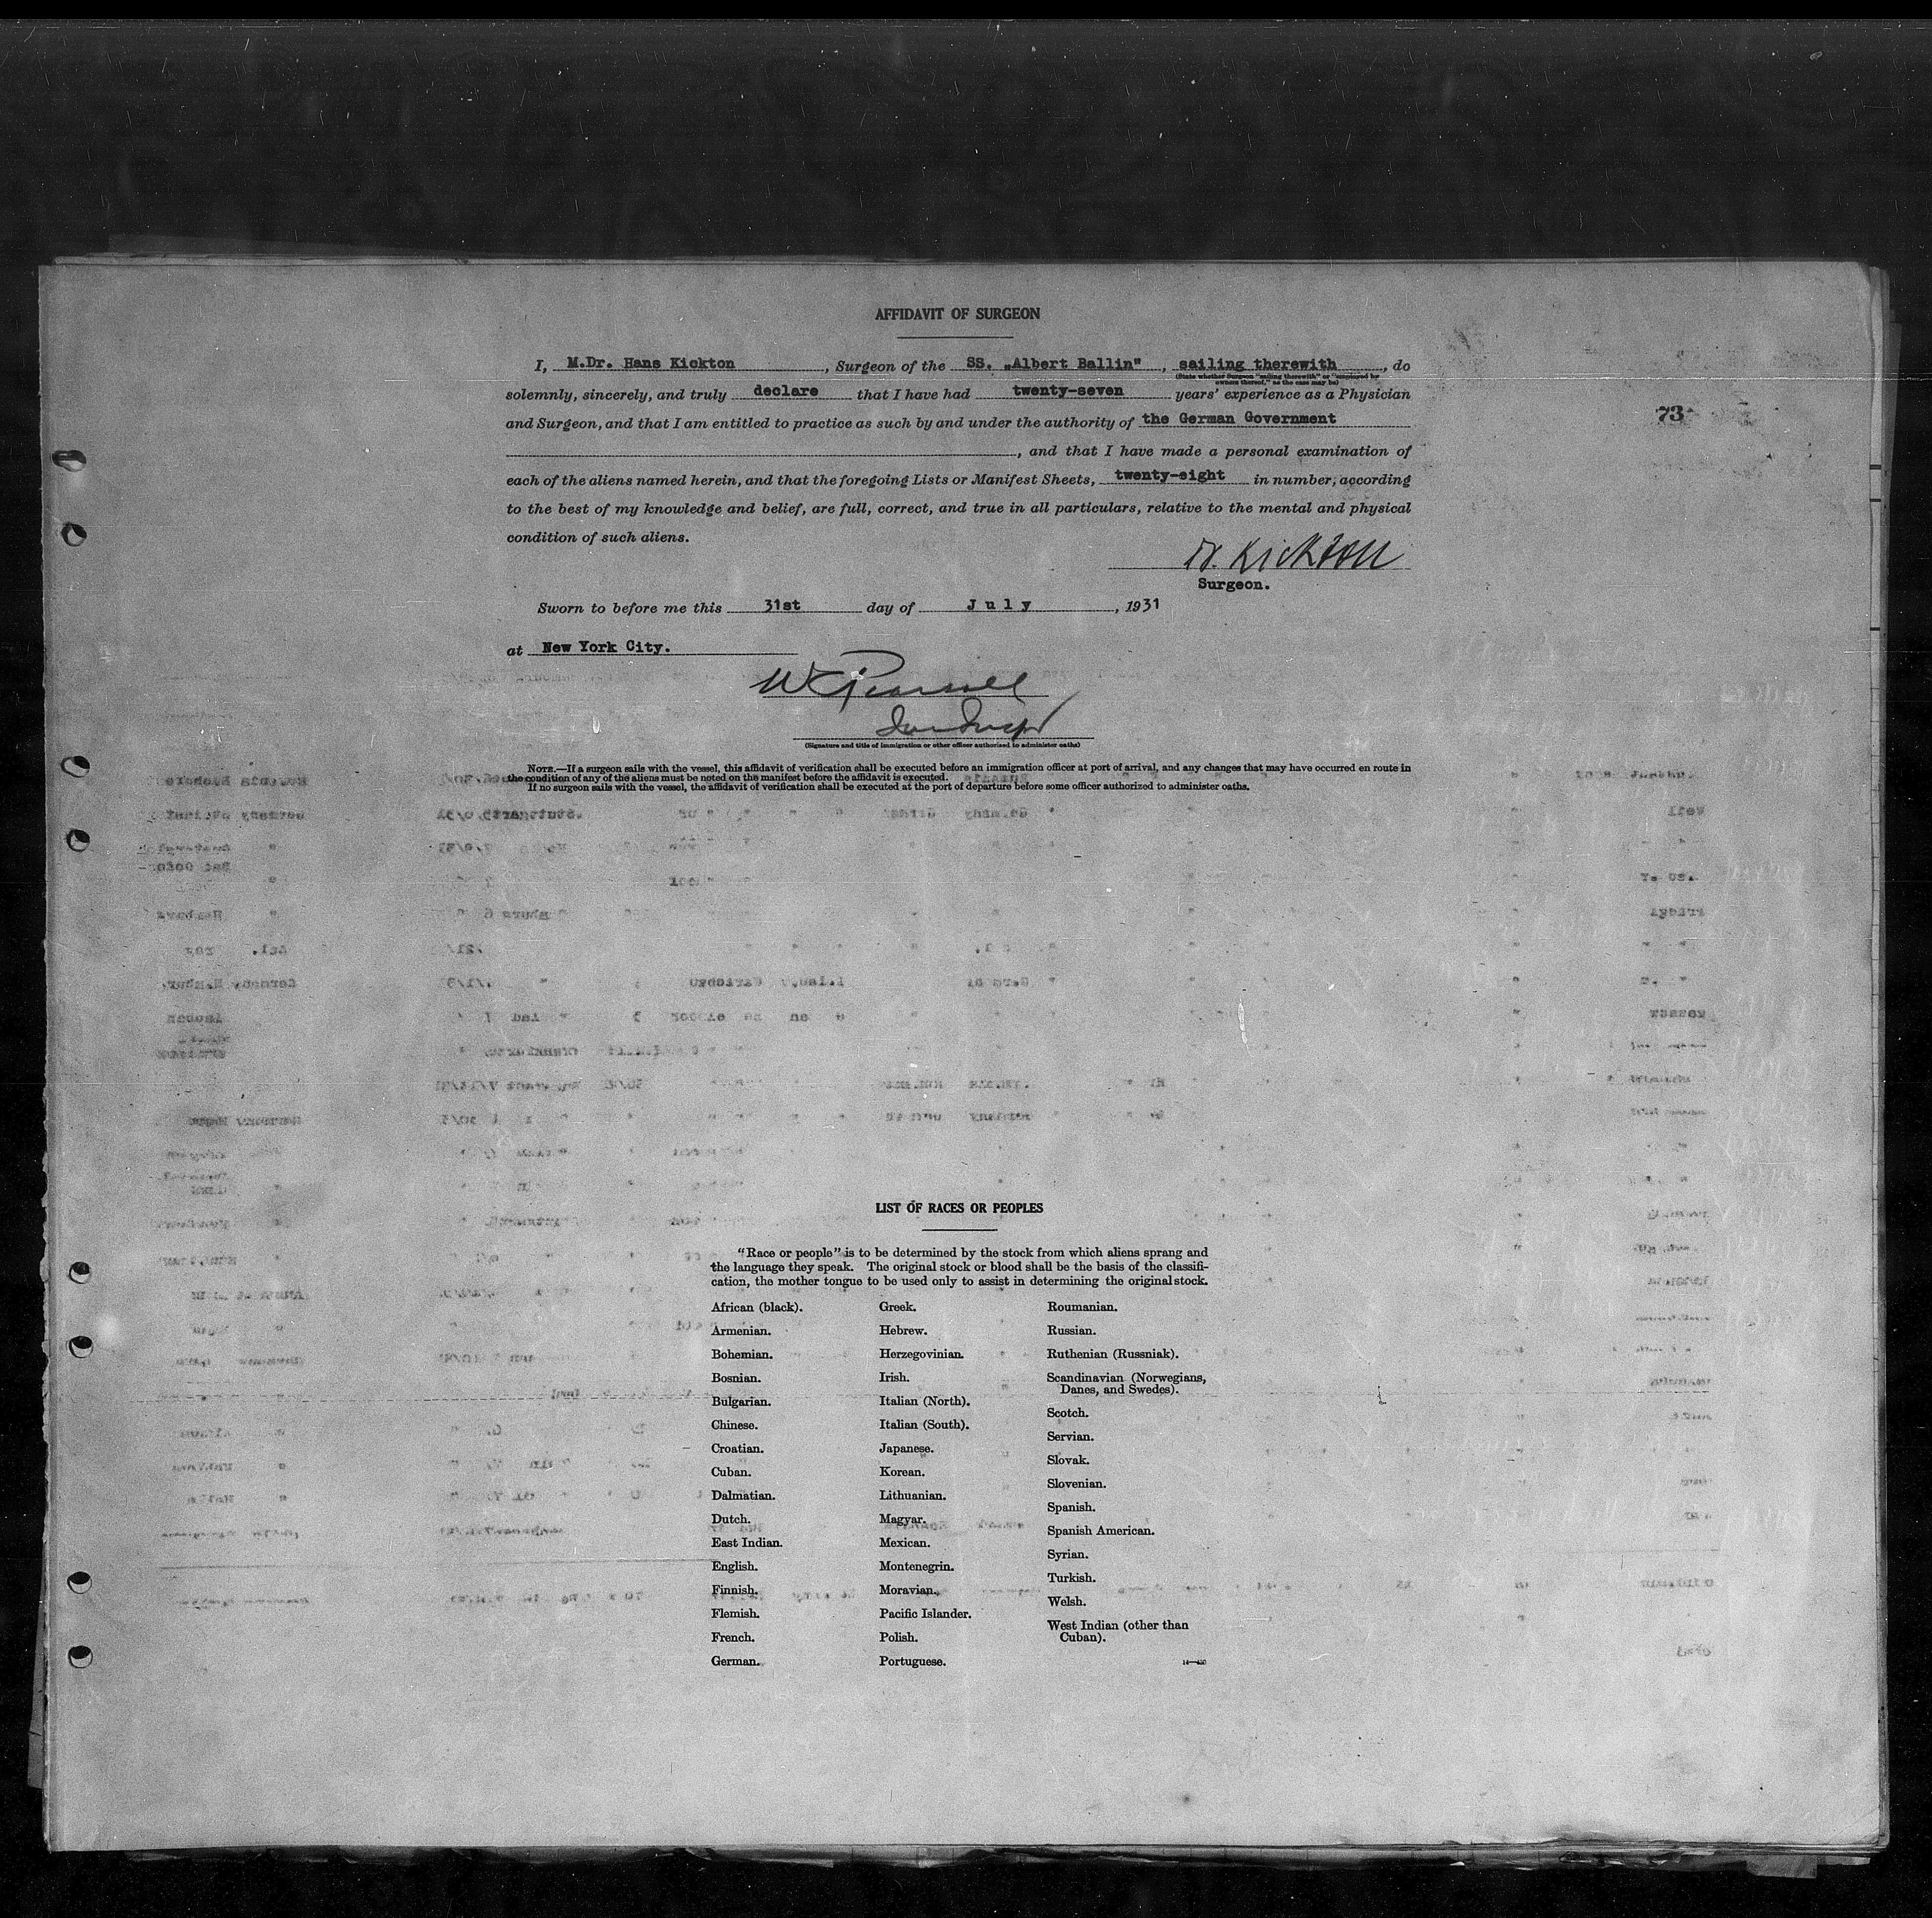 AFFIDAVIT OF SURGEON
I, M.Dr. Hans Kickton, Surgeon of the SS. „Albert Ballin", sailing therewith, do
(State whether Surgeon "sailing therewith" or "employed by
owners thereof," as the case may be)
solemnly, sincerely, and truly declare that I have had twenty-seven years' experience as a Physician
73
and Surgeon, and that I am entitled to practice as such by and under the authority of the German Government
, and that I have made a personal examination of
each of the aliens named herein, and that the foregoing Lists or Manifest Sheets, twenty-eight in number, according
to the best of my knowledge and belief, are full, correct, and true in all particulars, relative to the mental and physical
condition of such aliens.
H. Kickton
Surgeon.
Sworn to before me this 31st day of July, 1931
at New York City.
(Signature and title of immigration or other officer authorized to administer oaths)
NOTE.—If a surgeon sails with the vessel, this affidavit of verification shall be executed before an immigration officer at port of arrival, and any changes that may have occurred en route in
the condition of any of the aliens must be noted on the manifest before the affidavit is executed.
If no surgeon sails with the vessel, the affidavit of verification shall be executed at the port of departure before some officer authorized to administer oaths.
LIST OF RACES OR PEOPLES
"Race or people" is to be determined by the stock from which aliens sprang and
the language they speak. The original stock or blood shall be the basis of the classifi-
cation, the mother tongue to be used only to assist in determining the original stock.
African (black).
Armenian.
Bohemian.
Bosnian.
Bulgarian.
Chinese.
Croatian.
Cuban.
Dalmatian.
Dutch.
East Indian.
English.
Finnish.
Flemish.
French.
German.
Greek.
Hebrew.
Herzegovinian.
Irish.
Italian (North).
Italian (South).
Japanese.
Korean.
Lithuanian.
Magyar.
Mexican.
Montenegrin.
Moravian.
Pacific Islander.
Polish.
Portuguese.
Roumanian.
Russian.
Ruthenian (Russniak).
Scandinavian (Norwegians,
Danes, and Swedes).
Scotch.
Servian.
Slovak.
Slovenian.
Spanish.
Spanish American.
Syrian.
Turkish.
Welsh.
West Indian (other than
Cuban).